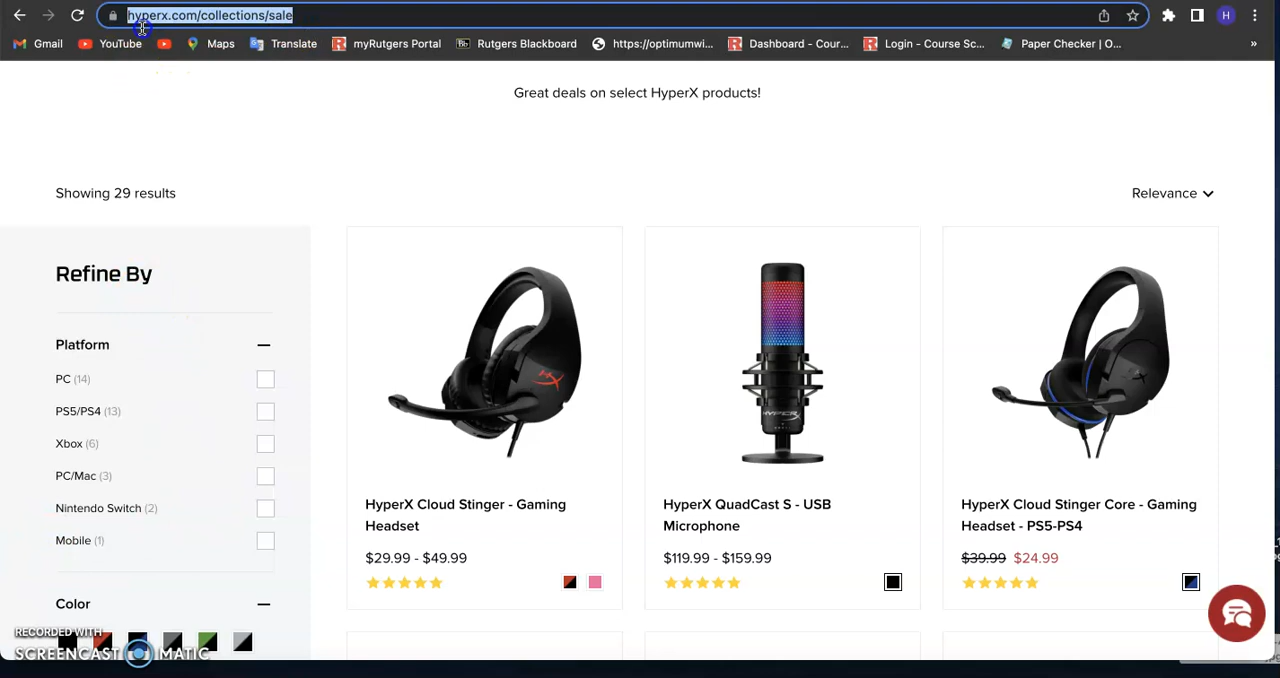 hyperx.com/collections/sale
H
Gmail YouTube Maps Translate myRutgers Portal Bb Rutgers Blackboard https://optimumwi... Dashboard - Cour... Login - Course Sc... Paper Checker | O... »
Great deals on select HyperX products!
Showing 29 results
Relevance
Refine By
Platform
PC (14)
PS5/PS4 (13)
Xbox (6)
PC/Mac (3)
Nintendo Switch (2)
Mobile (1)
Color
HYPERX
HyperX Cloud Stinger - Gaming
Headset
$29.99 - $49.99
HyperX QuadCast S - USB
Microphone
$119.99 - $159.99
HyperX Cloud Stinger Core - Gaming
Headset - PS5-PS4
$39.99 $24.99
RECORDED WITH
SCREENCAST MATIC